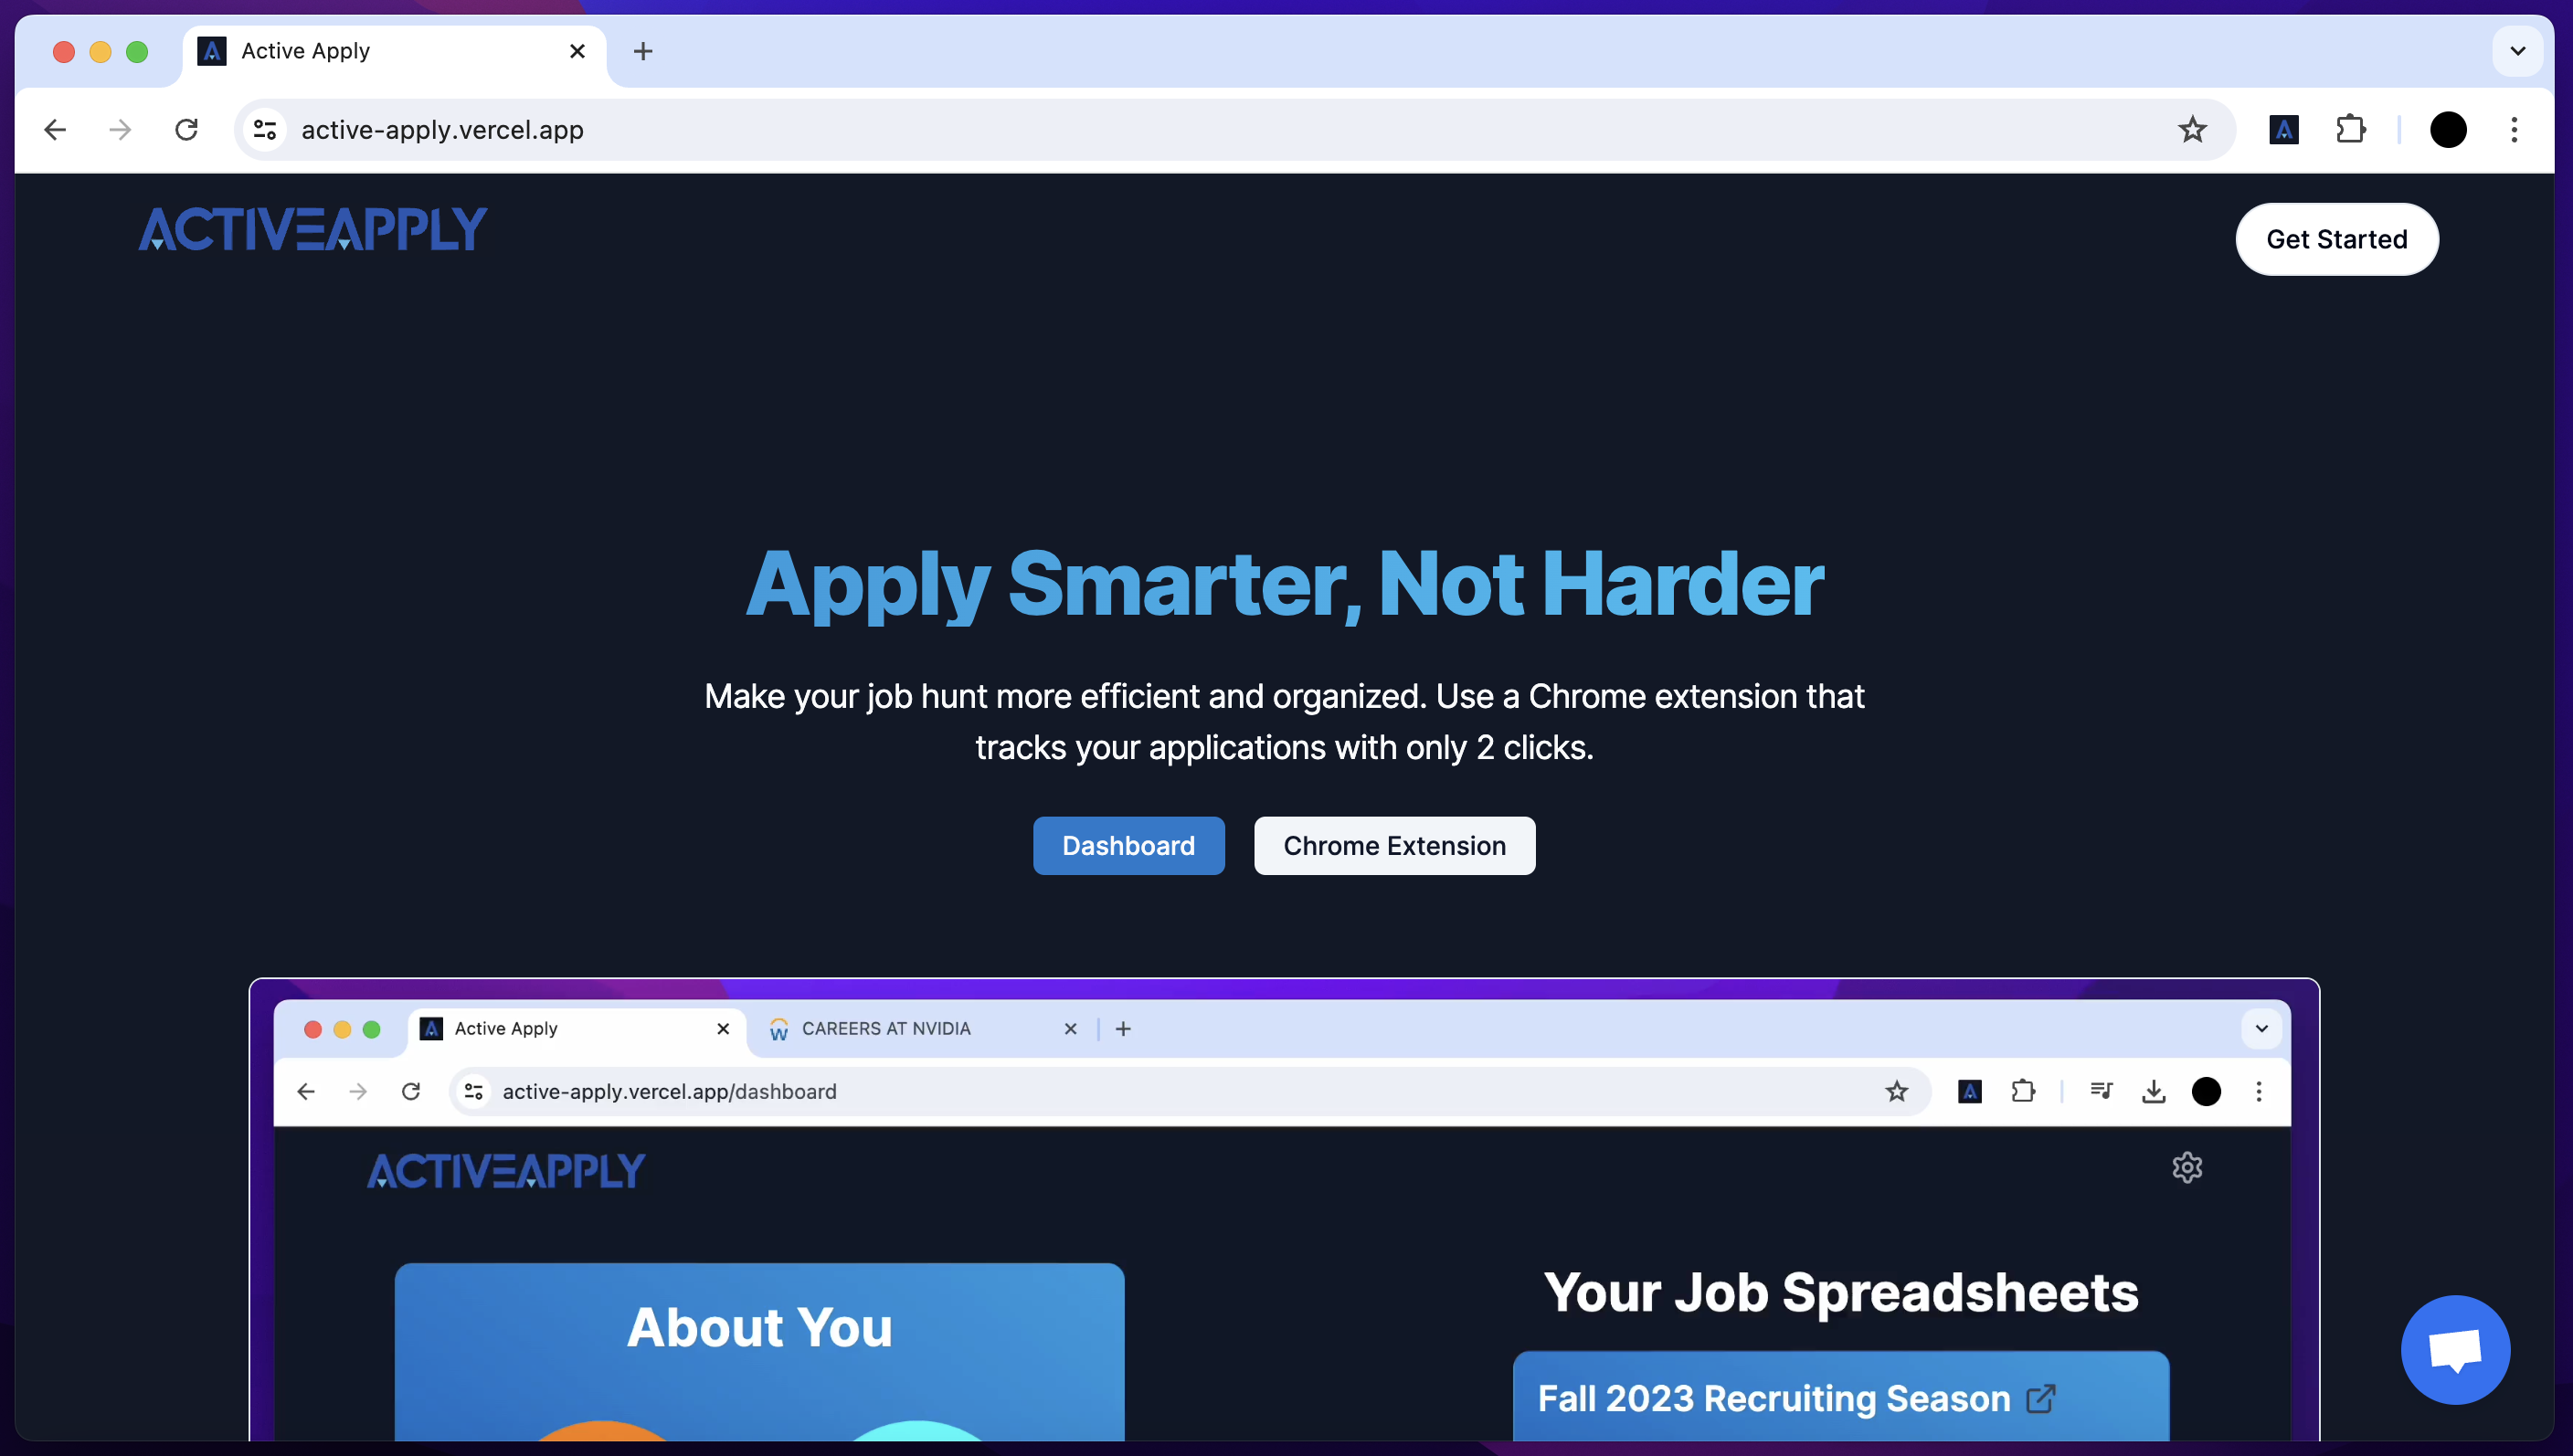 Active Apply
active-apply.vercel.app
ACTIVEAPPLY
Get Started
Apply Smarter, Not Harder
Make your job hunt more efficient and organized. Use a Chrome extension that
tracks your applications with only 2 clicks.
Dashboard
Chrome Extension
Active Apply
CAREERS AT NVIDIA
active-apply.vercel.app/dashboard
ACTIVEAPPLY
About You
Your Job Spreadsheets
Fall 2023 Recruiting Season